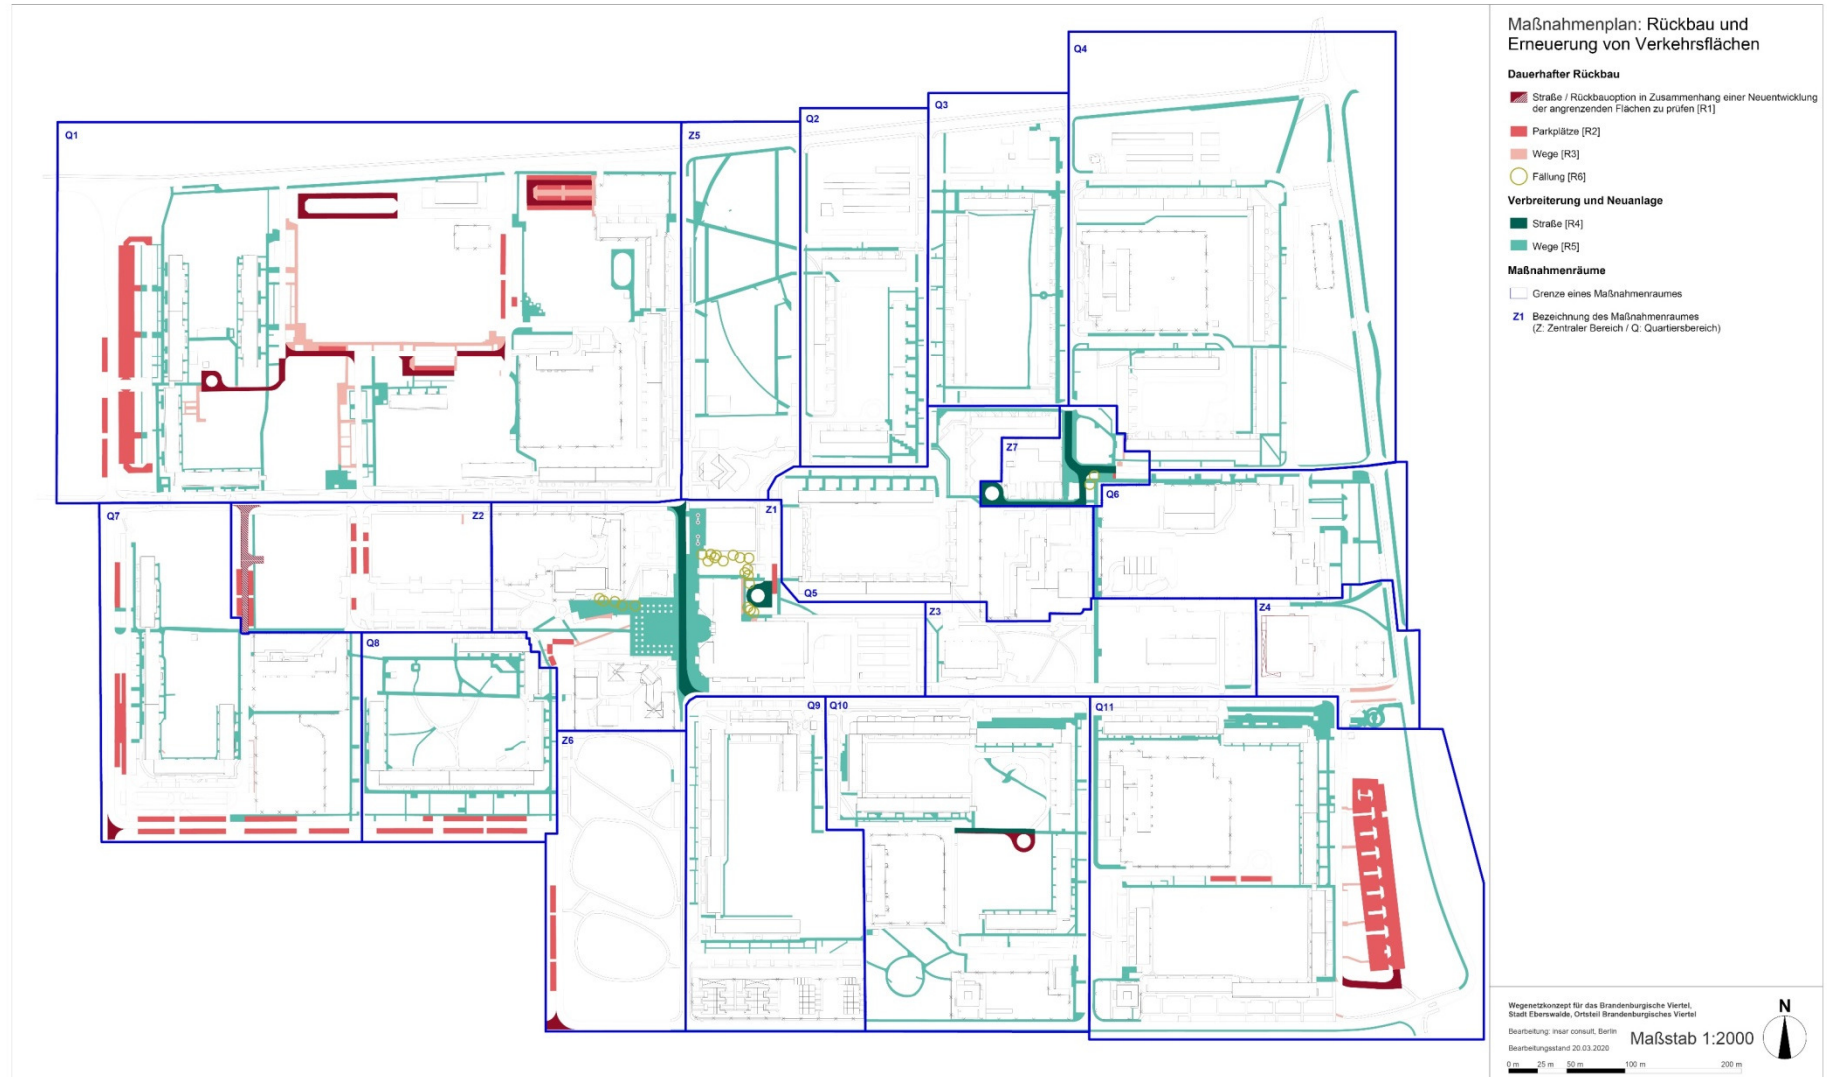 Maßnahmenplan: Rückbau und
Erneuerung von Verkehrsflächen
Dauerhafter Rückbau
Straße / Rückbauoption in Zusammenhang einer Neuentwicklung
der angrenzenden Flächen zu prüfen [R1]
Parkplätze [R2]
Wege [R3]
Fällung [R6]
Verbreiterung und Neuanlage
Straße [R4]
Wege [R5]
Maßnahmenräume
Grenze eines Maßnahmenraumes
Z1 Bezeichnung des Maßnahmenraumes
(Z: Zentraler Bereich / Q: Quartiersbereich)
Q4
Q3
Q2
Q1
Z5
Z7
Q6
Q7
Z2
Z1
Q5
Z3
Z4
Q8
Q9
Q10
Q11
Z6
Wegenetzkonzept für das Brandenburgische Viertel,
Stadt Eberswalde, Ortsteil Brandenburgisches Viertel
Bearbeitung: insar consult, Berlin
Bearbeitungsstand 20.03.2020
Maßstab 1:2000
N
0 m 25 m 50 m 100 m 200 m